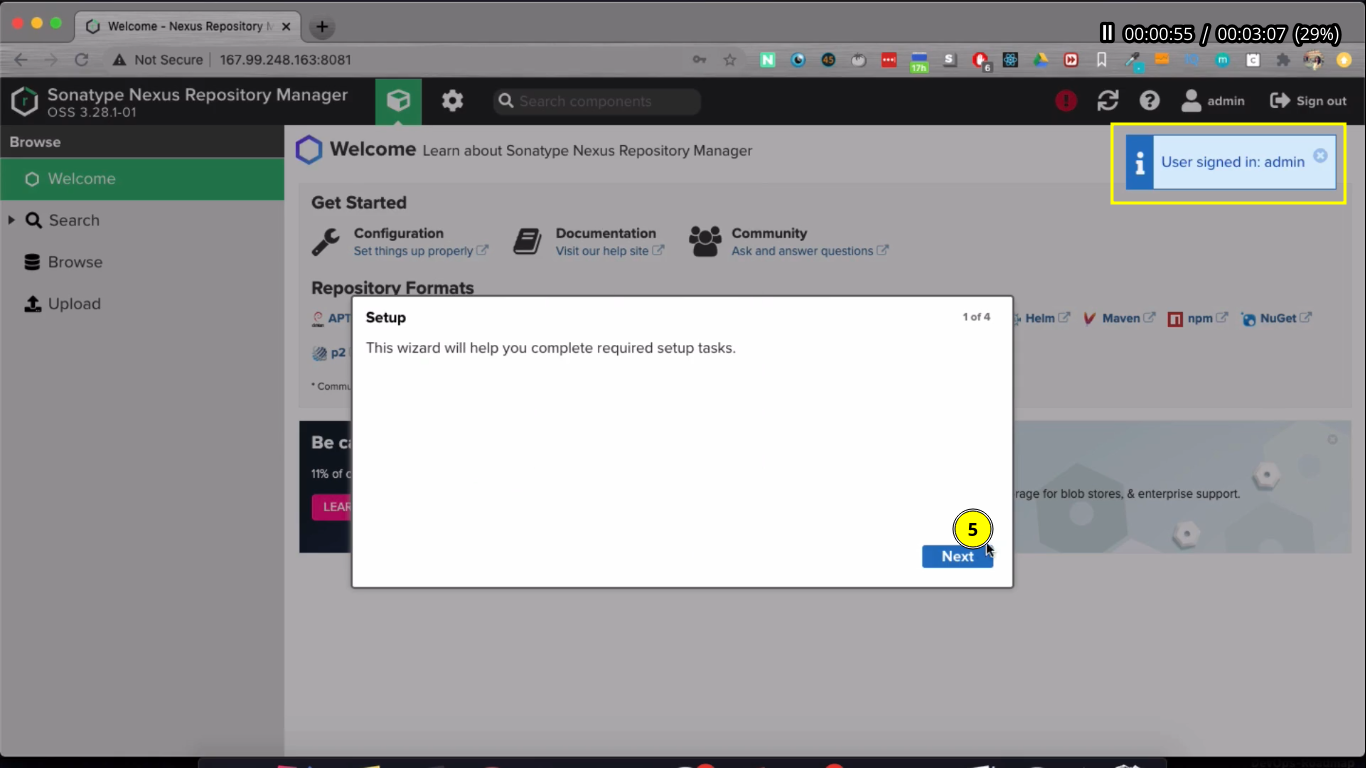 Welcome - Nexus Repository M
00:00:55 / 00:03:07 (29%)
Not Secure
167.99.248.163:8081
45
17h
S
6
m
C
Sonatype Nexus Repository Manager
OSS 3.28.1-01
Search components
admin
Sign out
Browse
Welcome
Search
Browse
Upload
Welcome Learn about Sonatype Nexus Repository Manager
User signed in: admin
Get Started
Configuration
Set things up properly
Documentation
Visit our help site
Community
Ask and answer questions
Repository Formats
APT
Helm
Maven
npm
NuGet
p2
* Commu
Setup
1 of 4
This wizard will help you complete required setup tasks.
Be ca
11% of c
LEAR
rage for blob stores, & enterprise support.
5
Next